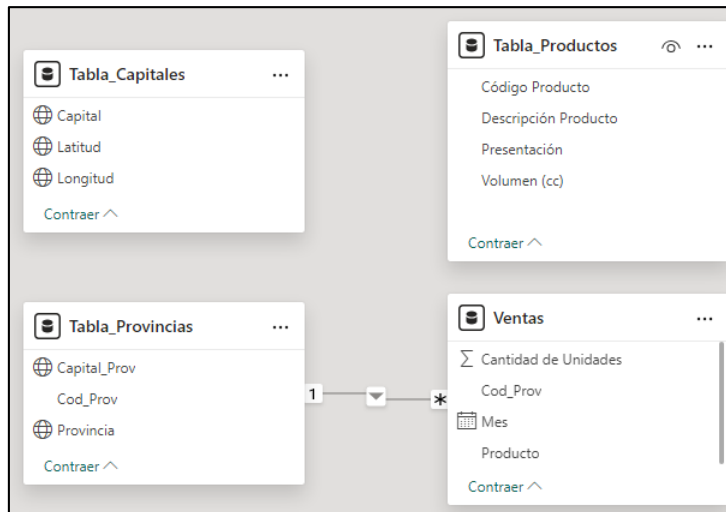 Tabla_Capitales
Capital
Latitud
Longitud
Contraer
Tabla_Productos
Código Producto
Descripción Producto
Presentación
Volumen (cc)
Contraer
Tabla_Provincias
Capital_Prov
Cod_Prov
Provincia
Contraer
1
*
Ventas
Σ Cantidad de Unidades
Cod_Prov
Mes
Producto
Contraer